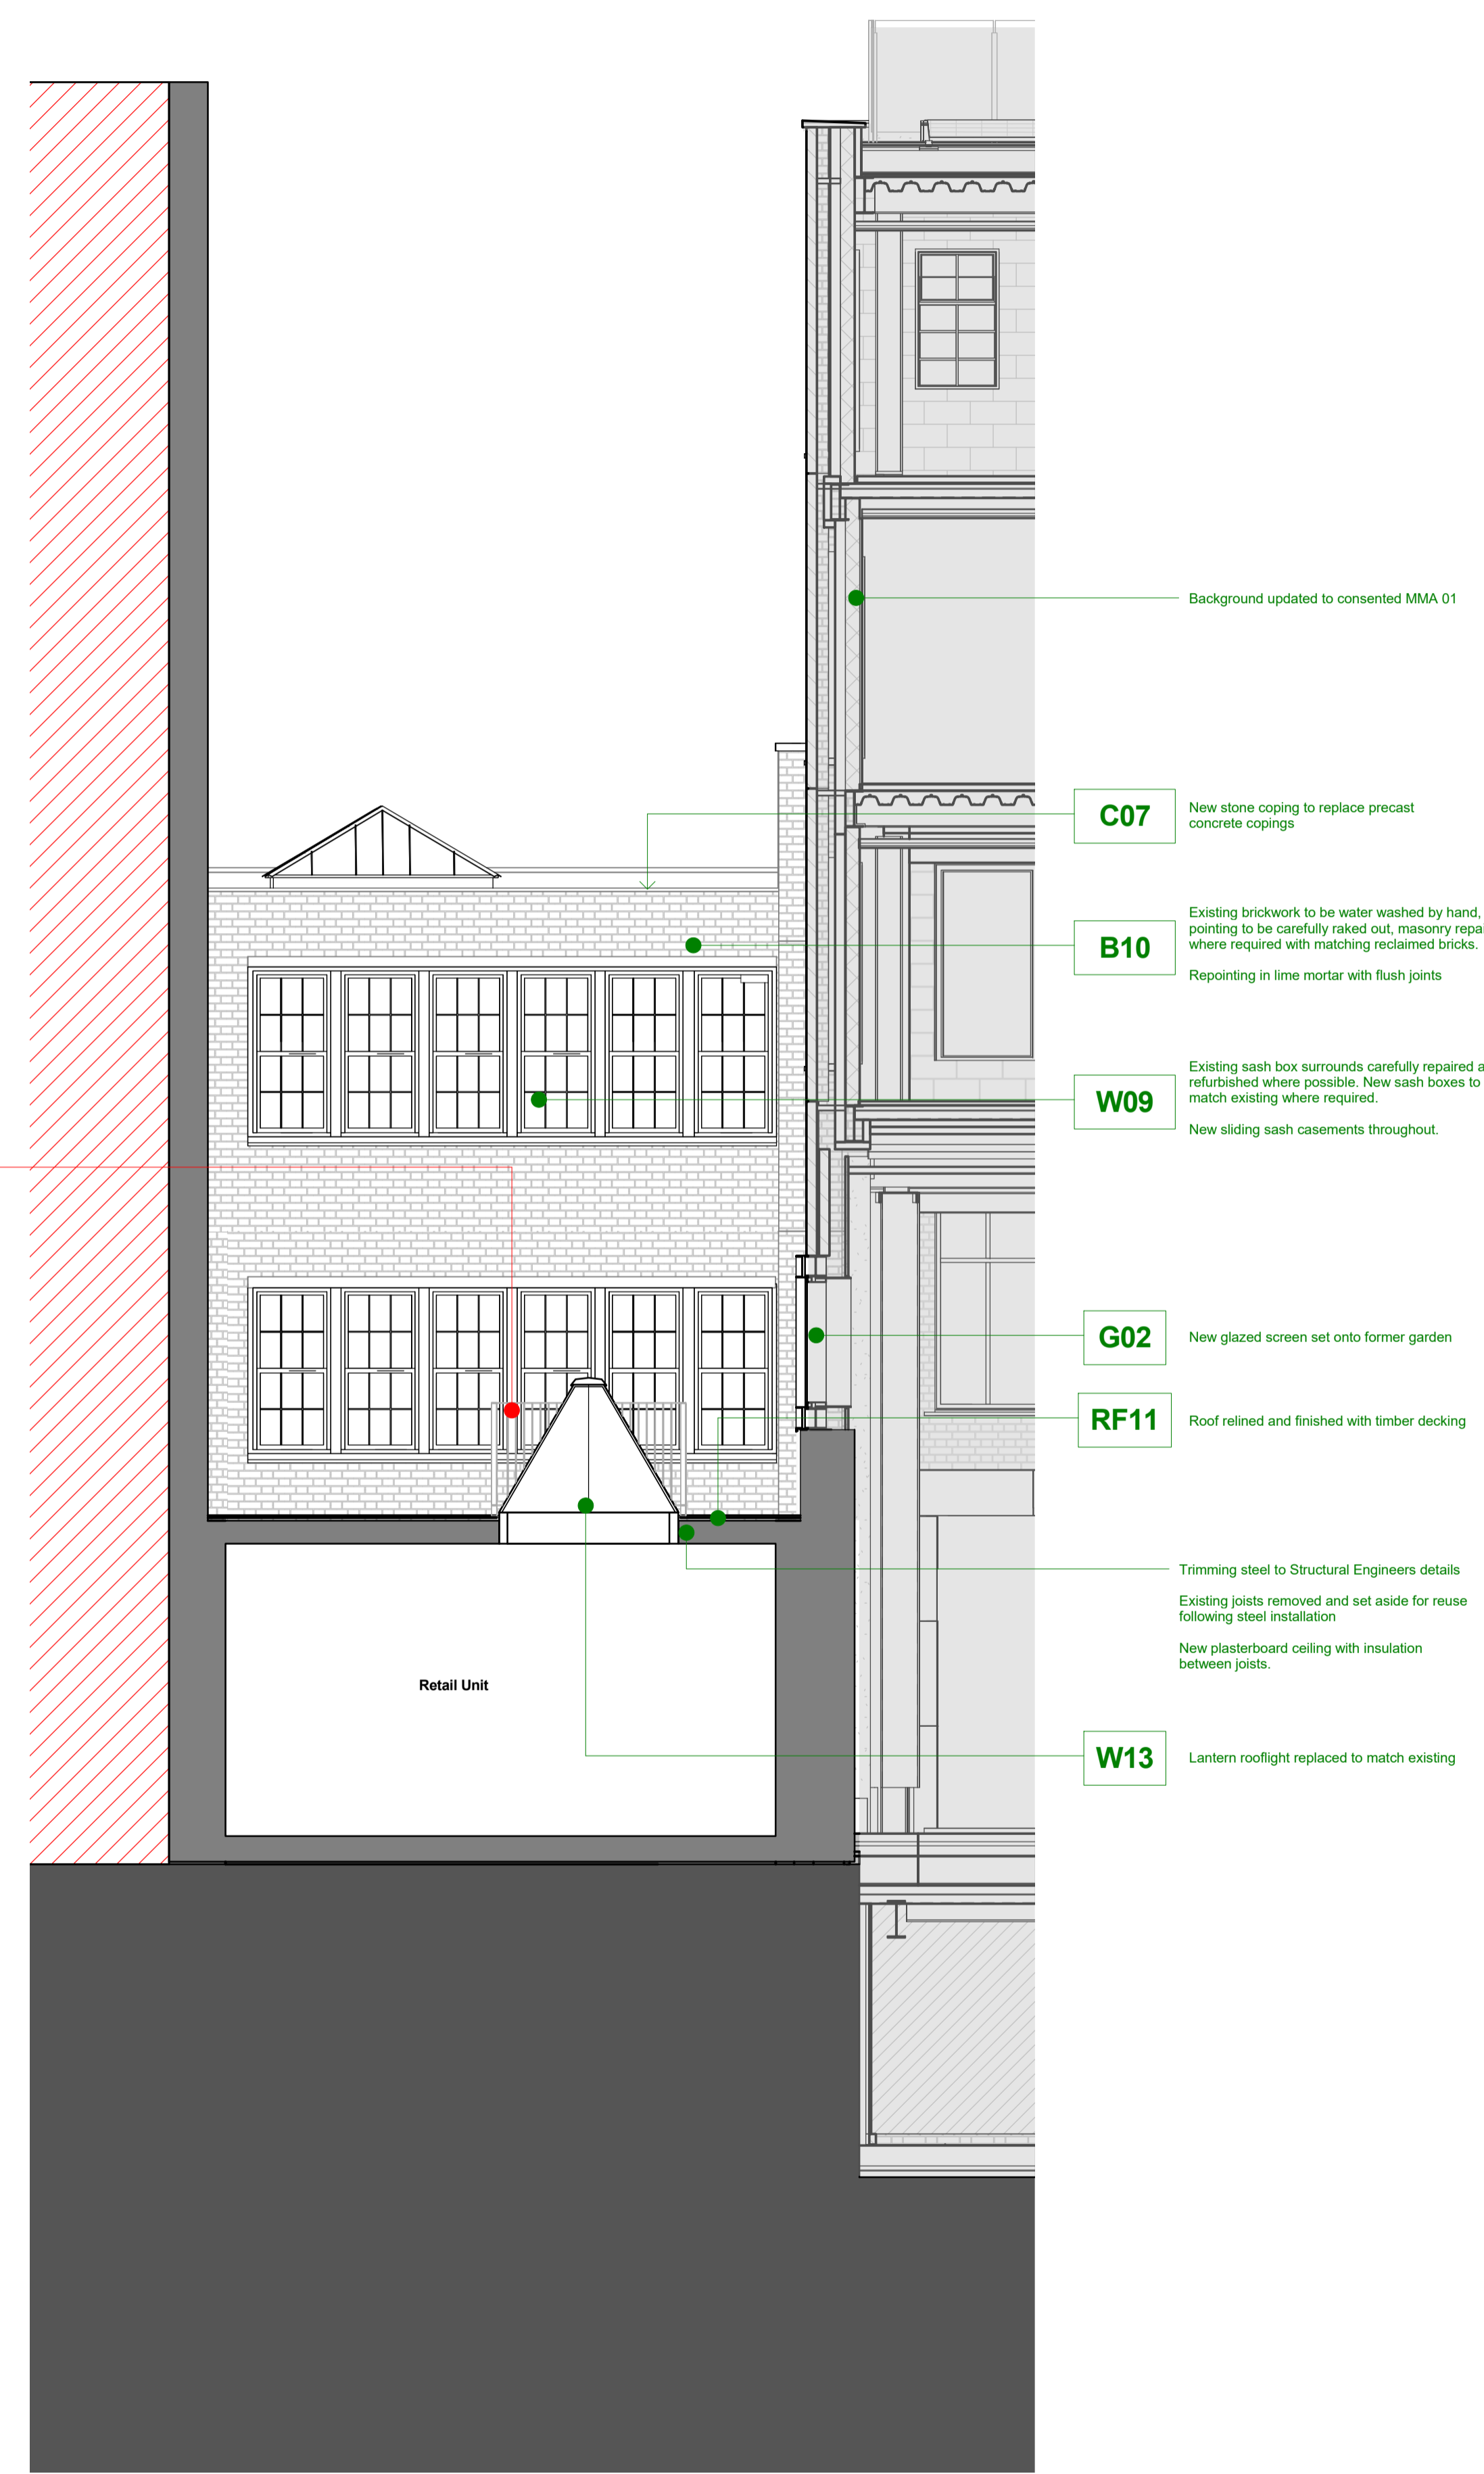 Background updated to consented MMA 01
C07
New stone coping to replace precast
concrete copings
B10
Existing brickwork to be water washed by hand,
pointing to be carefully raked out, masonry
where required with matching reclaimed bricks.
Repointing in lime mortar with flush joints
W09
Existing sash box surrounds carefully repaired
refurbished where possible. New sash boxes to
match existing where required.
New sliding sash casements throughout.
G02
New glazed screen set onto former garden
RF11
Roof relined and finished with timber decking
Trimming steel to Structural Engineers details
Existing joists removed and set aside for reuse
following steel installation
New plasterboard ceiling with insulation
between joists.
Retail Unit
W13
Lantern rooflight replaced to match existing